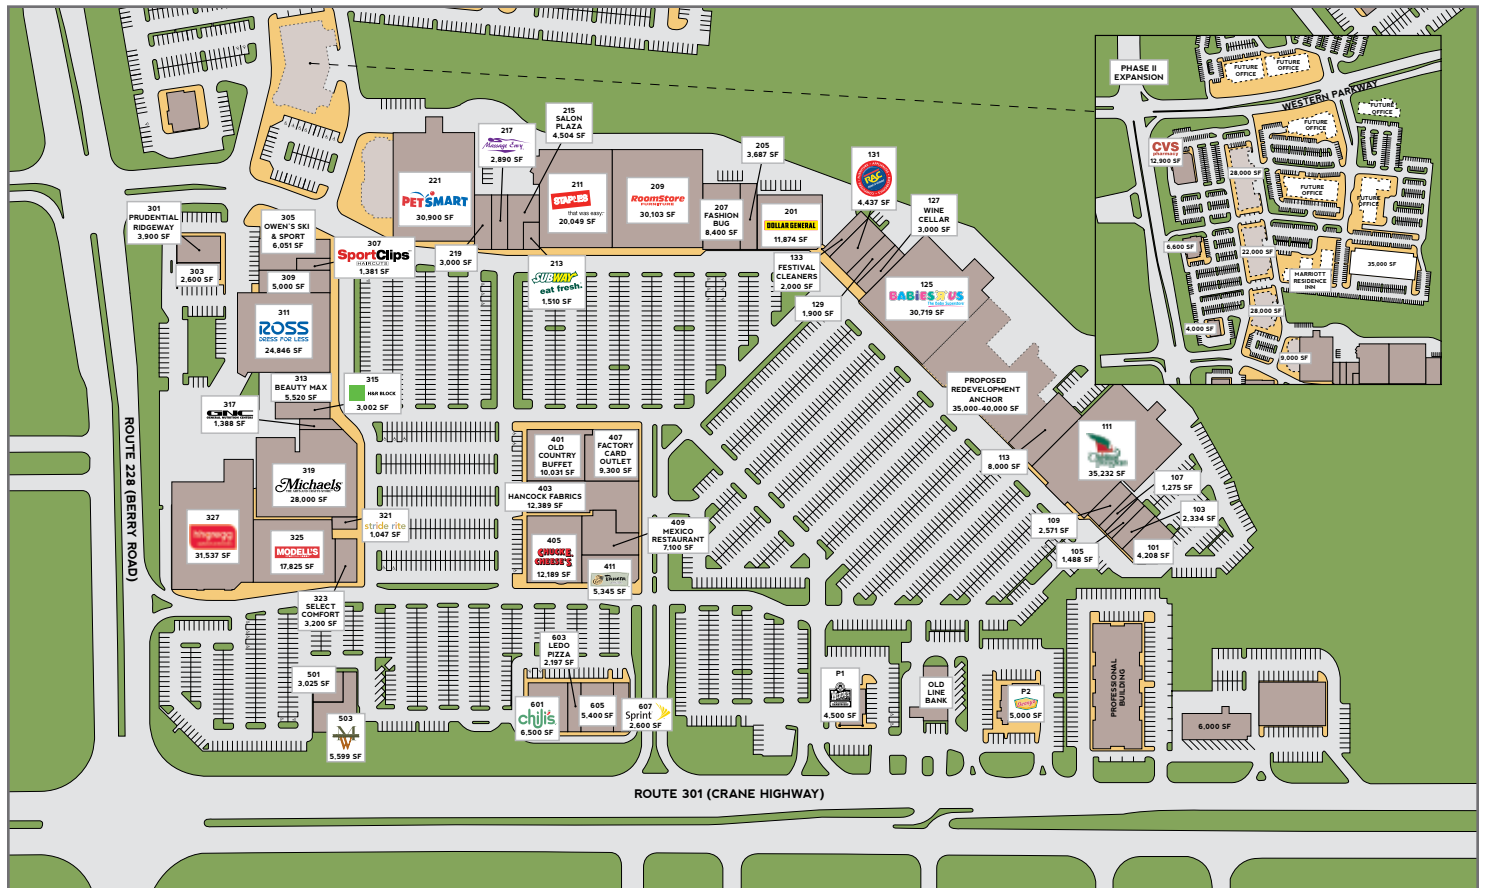 PHASE II
EXPANSION
FUTURE
OFFICE
FUTURE
OFFICE
WESTERN PARKWAY
FUTURE
OFFICE
FUTURE
OFFICE
CVS
pharmacy
12,900 SF
28,000 SF
FUTURE
OFFICE
FUTURE
OFFICE
6,600 SF
22,000 SF
35,000 SF
MARRIOTT
RESIDENCE
INN
28,000 SF
4,000 SF
9,000 SF
215
SALON
PLAZA
4,504 SF
217
Massage Envy
2,890 SF
205
3,687 SF
131
RAC
4,437 SF
221
PETSMART
30,900 SF
211
STAPLES
that was easy.
20,049 SF
209
RoomStore
FURNITURE
30,103 SF
207
FASHION
BUG
8,400 SF
201
DOLLAR GENERAL
11,874 SF
127
WINE
CELLAR
3,000 SF
301
PRUDENTIAL
RIDGEWAY
3,900 SF
305
OWEN'S SKI
& SPORT
6,051 SF
307
SportClips
HAIRCUTS
1,381 SF
219
3,000 SF
213
SUBWAY
eat fresh.
1,510 SF
133
FESTIVAL
CLEANERS
2,000 SF
303
2,600 SF
309
5,000 SF
125
BABIES R US
30,719 SF
129
1,900 SF
311
ROSS
DRESS FOR LESS
24,846 SF
313
BEAUTY MAX
5,520 SF
315
H&R BLOCK
3,002 SF
317
GNC
GENERAL NUTRITION CENTERS
1,388 SF
PROPOSED
REDEVELOPMENT
ANCHOR
35,000-40,000 SF
111
35,232 SF
113
8,000 SF
401
OLD
COUNTRY
BUFFET
10,031 SF
407
FACTORY
CARD
OUTLET
9,300 SF
319
Michaels
28,000 SF
403
HANCOCK FABRICS
12,389 SF
107
1,275 SF
103
2,334 SF
109
2,571 SF
105
1,488 SF
101
4,208 SF
321
stride rite
1,047 SF
327
hhgregg
31,537 SF
325
MODELL'S
17,825 SF
405
CHUCK E.
CHEESE'S
12,189 SF
409
MEXICO
RESTAURANT
7,100 SF
411
Panera
5,345 SF
ROUTE 228 (BERRY ROAD)
323
SELECT
COMFORT
3,200 SF
603
LEDO
PIZZA
2,197 SF
501
3,025 SF
503
5,599 SF
601
chili's
6,500 SF
605
5,400 SF
607
Sprint
2,600 SF
P1
4,500 SF
OLD
LINE
BANK
P2
Wendy's
5,000 SF
PROFESSIONAL
BUILDING
6,000 SF
ROUTE 301 (CRANE HIGHWAY)